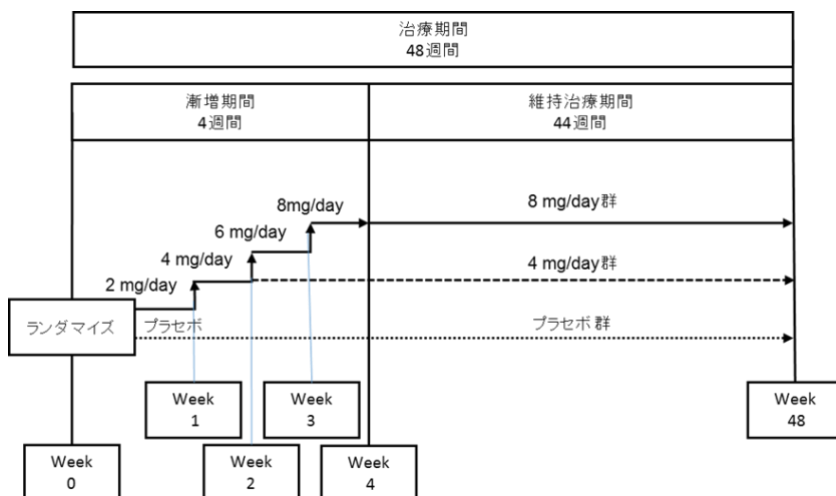 治療期間
48週間
漸増期間
4週間
維持治療期間
44週間
8mg/day
8 mg/day群
6 mg/day
4 mg/day
4 mg/day群
2 mg/day
ランダマイズ
プラセボ
プラセボ群
Week
1
Week
3
Week
48
Week
0
Week
2
Week
4